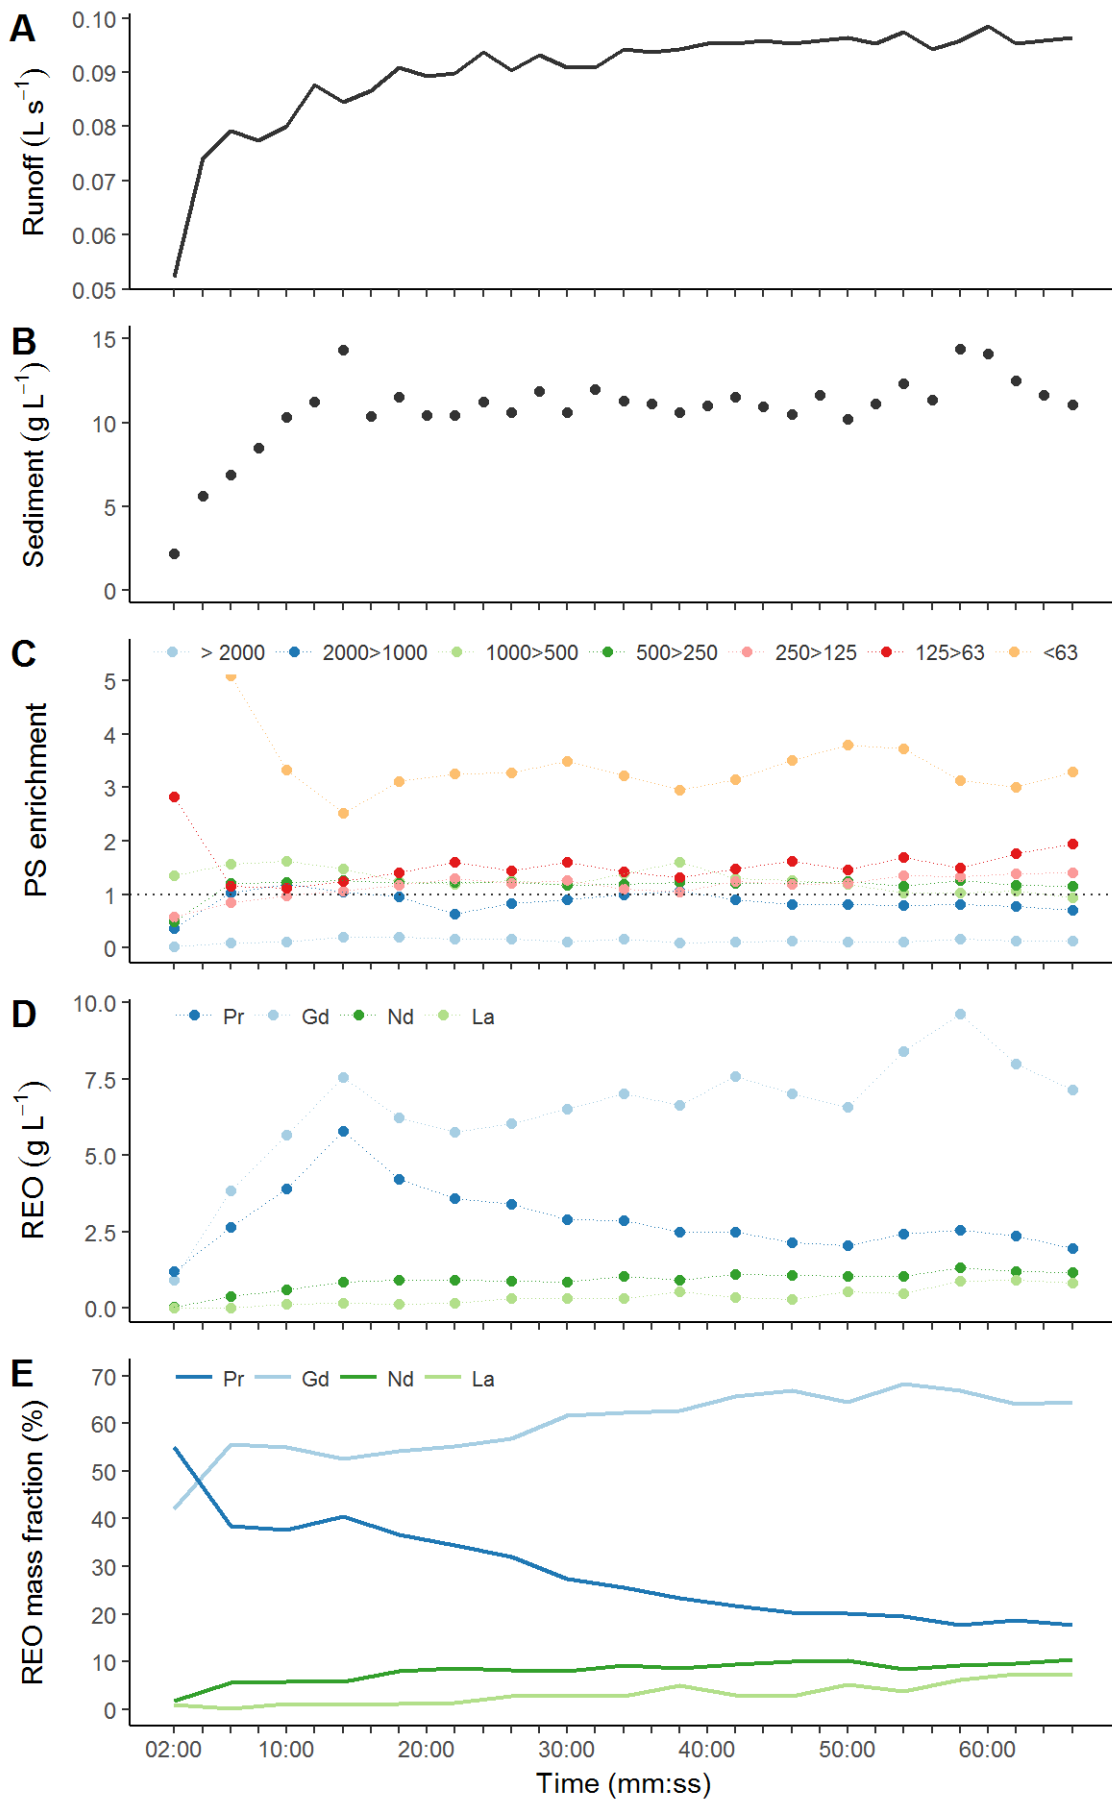 A
Runoff (L s⁻¹)
0.10
0.09
0.08
0.07
0.06
0.05
B
Sediment (g L⁻¹)
15
10
5
0
C
> 2000 2000>1000 1000>500 500>250 250>125 125>63 <63
PS enrichment
5
4
3
2
1
0
D
Pr Gd Nd La
REO (g L⁻¹)
10.0
7.5
5.0
2.5
0.0
E
Pr Gd Nd La
REO mass fraction (%)
70
60
50
40
30
20
10
0
02:00 10:00 20:00 30:00 40:00 50:00 60:00
Time (mm:ss)